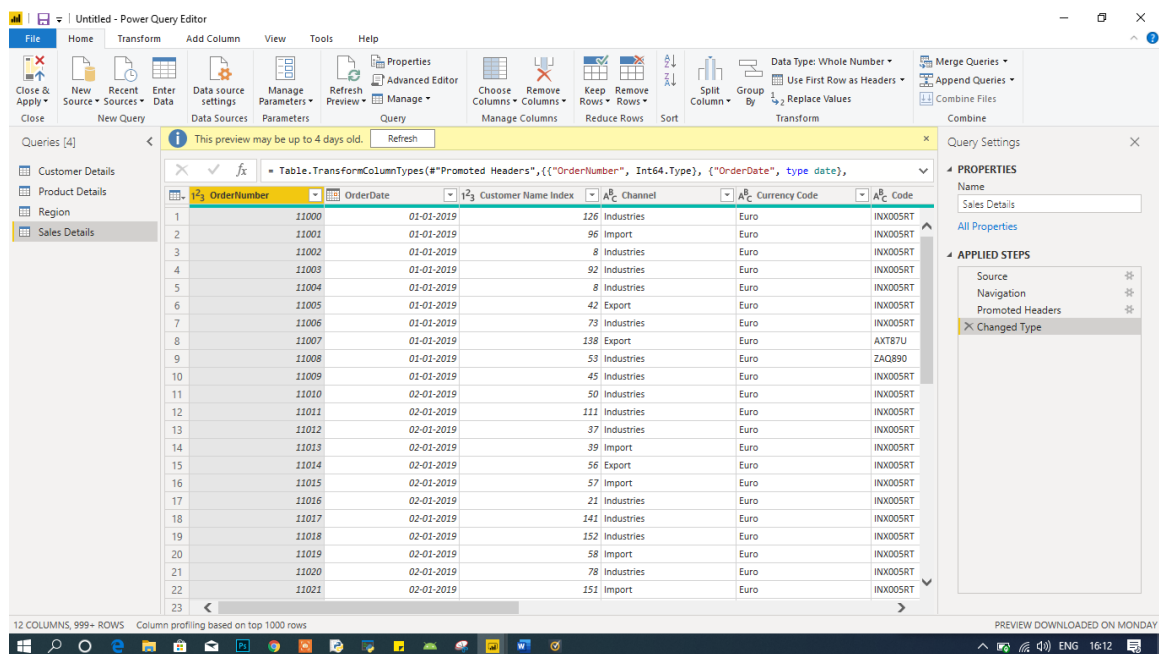 Untitled - Power Query Editor
File Home Transform Add Column View Tools Help
Close & Apply
New Source
Recent Sources
Enter Data
Data source settings
Manage Parameters
Refresh Preview
Properties
Advanced Editor
Manage
Choose Columns
Remove Columns
Keep Rows
Remove Rows
Split Column
Group By
Data Type: Whole Number
Use First Row as Headers
Replace Values
Merge Queries
Append Queries
Combine Files
Close New Query Data Sources Parameters Query Manage Columns Reduce Rows Sort Transform Combine
Queries [4]
Customer Details
Product Details
Region
Sales Details
This preview may be up to 4 days old. Refresh
= Table.TransformColumnTypes(#"Promoted Headers",{{"OrderNumber", Int64.Type}, {"OrderDate", type date},
OrderNumber OrderDate Customer Name Index Channel Currency Code Code
1 11000 01-01-2019 126 Industries Euro INX005RT
2 11001 01-01-2019 96 Import Euro INX005RT
3 11002 01-01-2019 8 Industries Euro INX005RT
4 11003 01-01-2019 92 Industries Euro INX005RT
5 11004 01-01-2019 8 Industries Euro INX005RT
6 11005 01-01-2019 42 Export Euro INX005RT
7 11006 01-01-2019 73 Industries Euro INX005RT
8 11007 01-01-2019 138 Export Euro AXT87U
9 11008 01-01-2019 53 Industries Euro ZAQ890
10 11009 01-01-2019 45 Industries Euro INX005RT
11 11010 02-01-2019 50 Industries Euro INX005RT
12 11011 02-01-2019 111 Industries Euro INX005RT
13 11012 02-01-2019 37 Industries Euro INX005RT
14 11013 02-01-2019 39 Import Euro INX005RT
15 11014 02-01-2019 56 Export Euro INX005RT
16 11015 02-01-2019 57 Import Euro INX005RT
17 11016 02-01-2019 21 Industries Euro INX005RT
18 11017 02-01-2019 141 Industries Euro INX005RT
19 11018 02-01-2019 152 Industries Euro INX005RT
20 11019 02-01-2019 58 Import Euro INX005RT
21 11020 02-01-2019 78 Industries Euro INX005RT
22 11021 02-01-2019 151 Import Euro INX005RT
23
Query Settings
PROPERTIES
Name
Sales Details
All Properties
APPLIED STEPS
Source
Navigation
Promoted Headers
Changed Type
12 COLUMNS, 999+ ROWS Column profiling based on top 1000 rows PREVIEW DOWNLOADED ON MONDAY
ENG 16:12